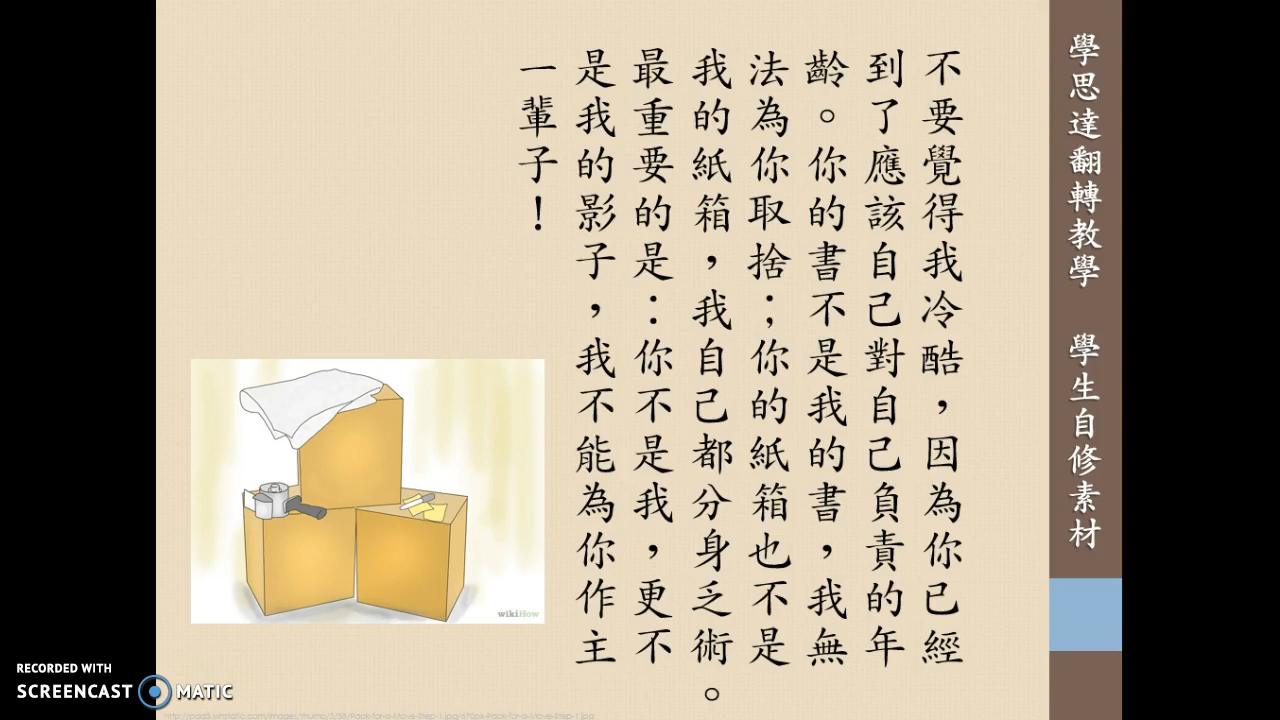 學思達翻轉教學 學生自修素材
不要覺得我冷酷，因為你已經
到了應該自己對自己負責的年
齡。你的書不是我的書，我無
法為你取捨；你的紙箱也不是
我的紙箱，我自己都分身乏術。
最重要的是：你不是我，更不
是我的影子，我不能為你作主
一輩子！
wikiHow
RECORDED WITH
SCREENCAST MATIC